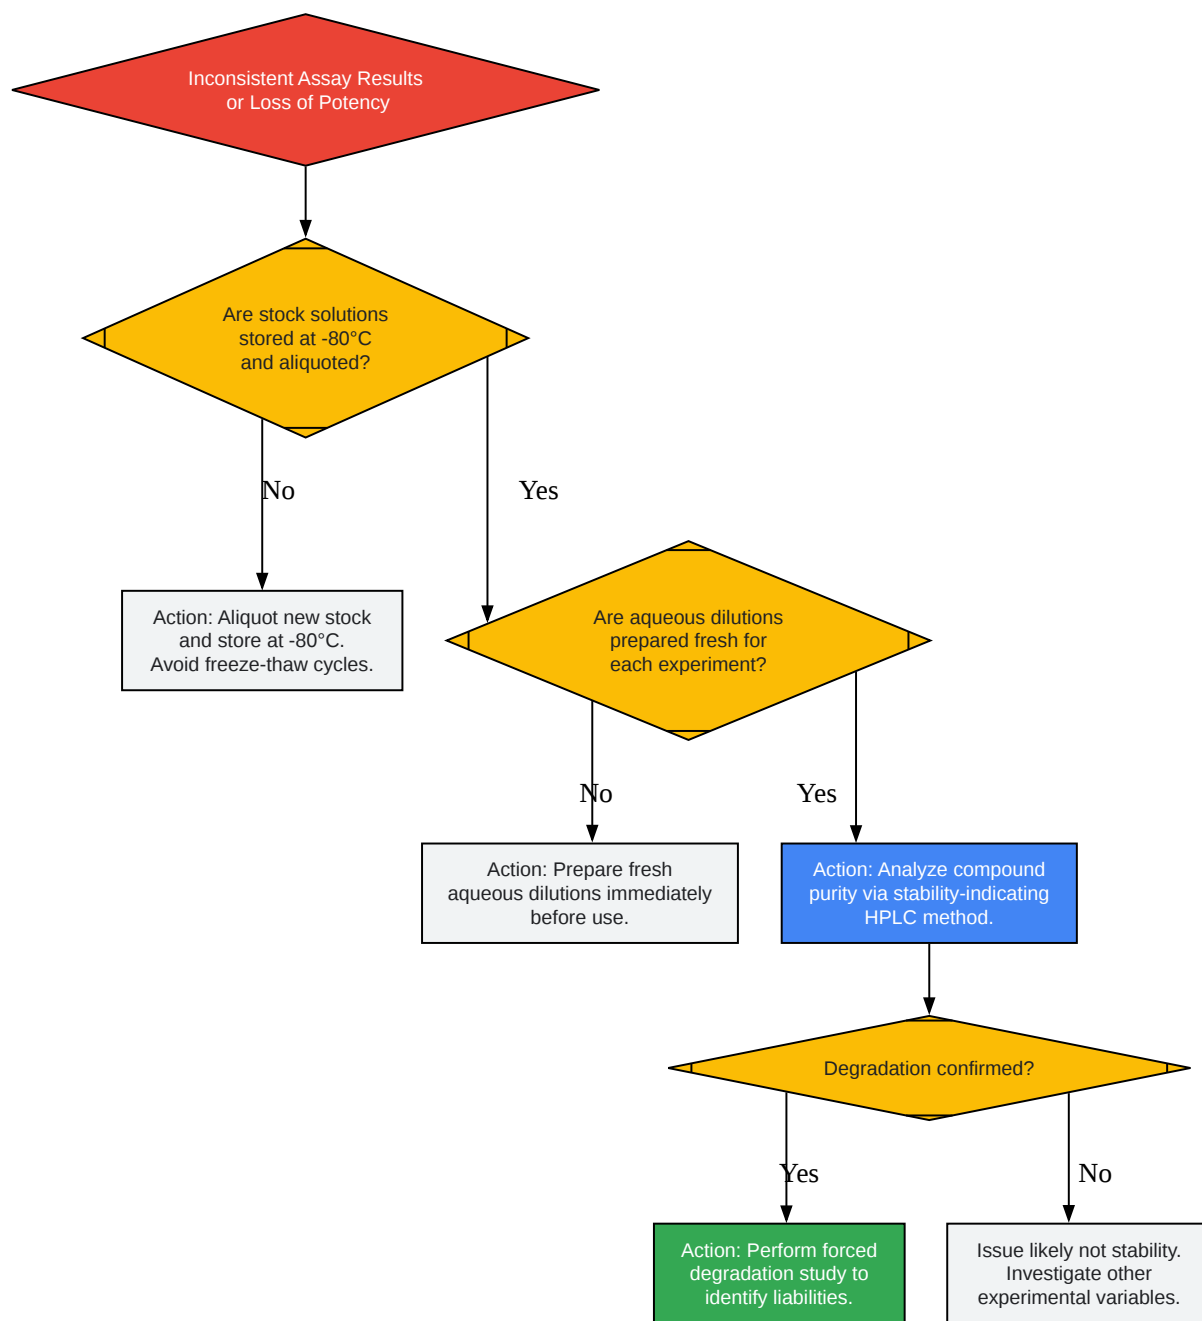 Inconsistent Assay Results
or Loss of Potency
Are stock solutions
stored at -80°C
and aliquoted?
No
Yes
Action: Aliquot new stock
and store at -80°C.
Avoid freeze-thaw cycles.
Are aqueous dilutions
prepared fresh for
each experiment?
No
Yes
Action: Prepare fresh
aqueous dilutions immediately
before use.
Action: Analyze compound
purity via stability-indicating
HPLC method.
Degradation confirmed?
Yes
No
Action: Perform forced
degradation study to
identify liabilities.
Issue likely not stability.
Investigate other
experimental variables.